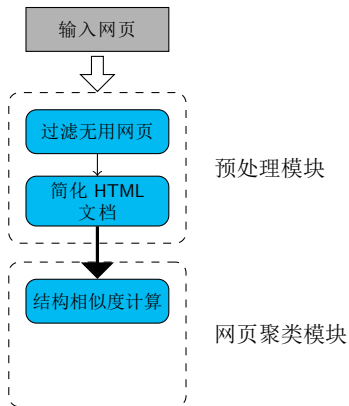 输入网页
过滤无用网页
简化 HTML
文档
预处理模块
结构相似度计算
网页聚类模块